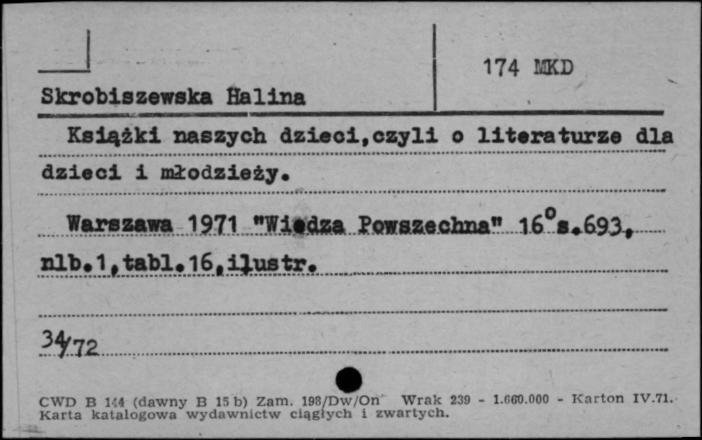 174 MKD
Skrobiszewska Halina
Książki naszych dzieci,czyli o literaturze dla
dzieci i młodzieży.
Warszawa 1971 "Wiedza Powszechna" 16° s.693,
nlb.1,tabl.16,ilustr.
34/72
CWD B 144 (dawny B 15 b) Zam. 198/Dw/On Wrak 239 - 1.660.000 - Karton IV.71.
Karta katalogowa wydawnictw ciągłych i zwartych.